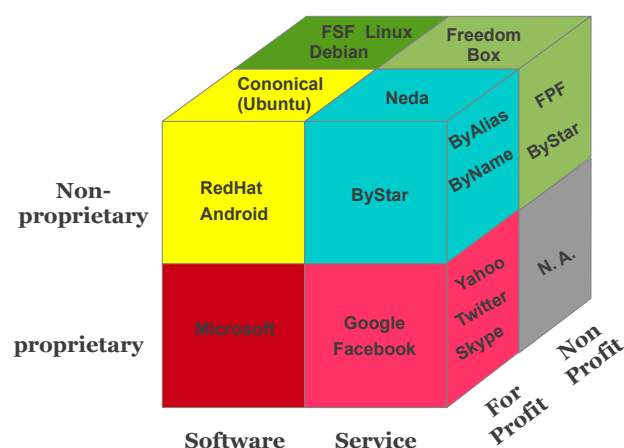 FSF Linux
Debian
Freedom
Box
Cononical
(Ubuntu)
Neda
ByAlias
ByName
FPF
ByStar
Non-
proprietary
RedHat
Android
ByStar
proprietary
Microsoft
Google
Facebook
Yahoo
Twitter
Skype
N. A.
For
Profit
Non
Profit
Software
Service